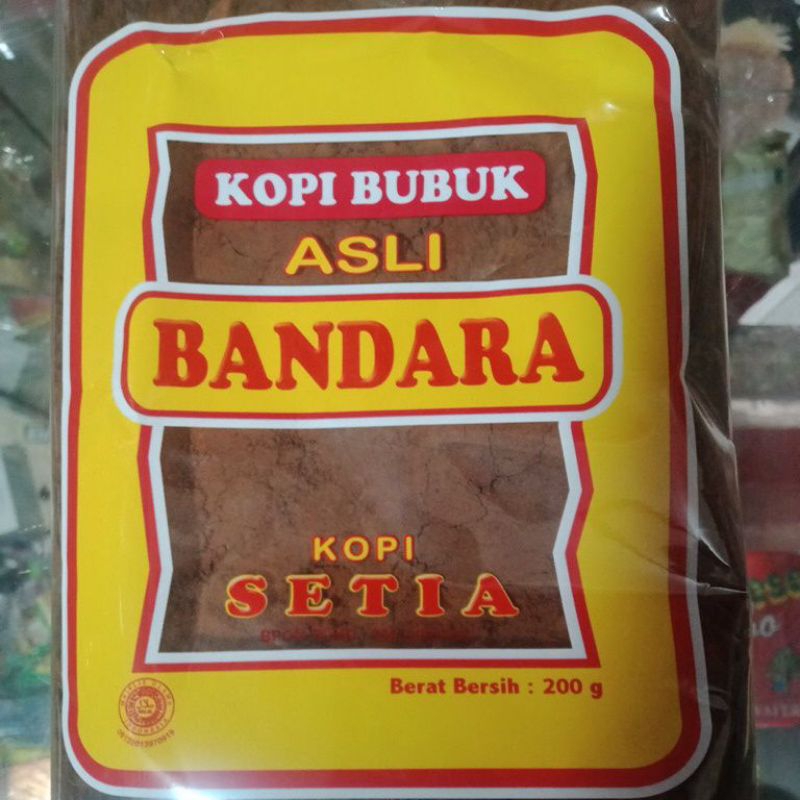 KOPI BUBUK
ASLI
BANDARA
KOPI
SETIA
Berat Bersih : 200 g